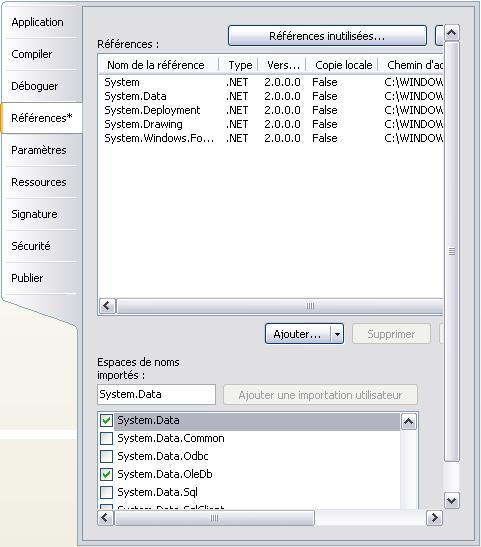 Application
Compiler
Déboguer
Références*
Paramètres
Ressources
Signature
Sécurité
Publier
Références inutilisées...
Références :
Nom de la référence Type Vers... Copie locale Chemin d'ac
System .NET 2.0.0.0 False C:\WINDOW
System.Data .NET 2.0.0.0 False C:\WINDOW
System.Deployment .NET 2.0.0.0 False C:\WINDOW
System.Drawing .NET 2.0.0.0 False C:\WINDOW
System.Windows.Fo... .NET 2.0.0.0 False C:\WINDOW
Ajouter... Supprimer
Espaces de noms
importés :
System.Data Ajouter une importation utilisateur
System.Data
System.Data.Common
System.Data.Odbc
System.Data.OleDb
System.Data.Sql
System.Data.SqlClient